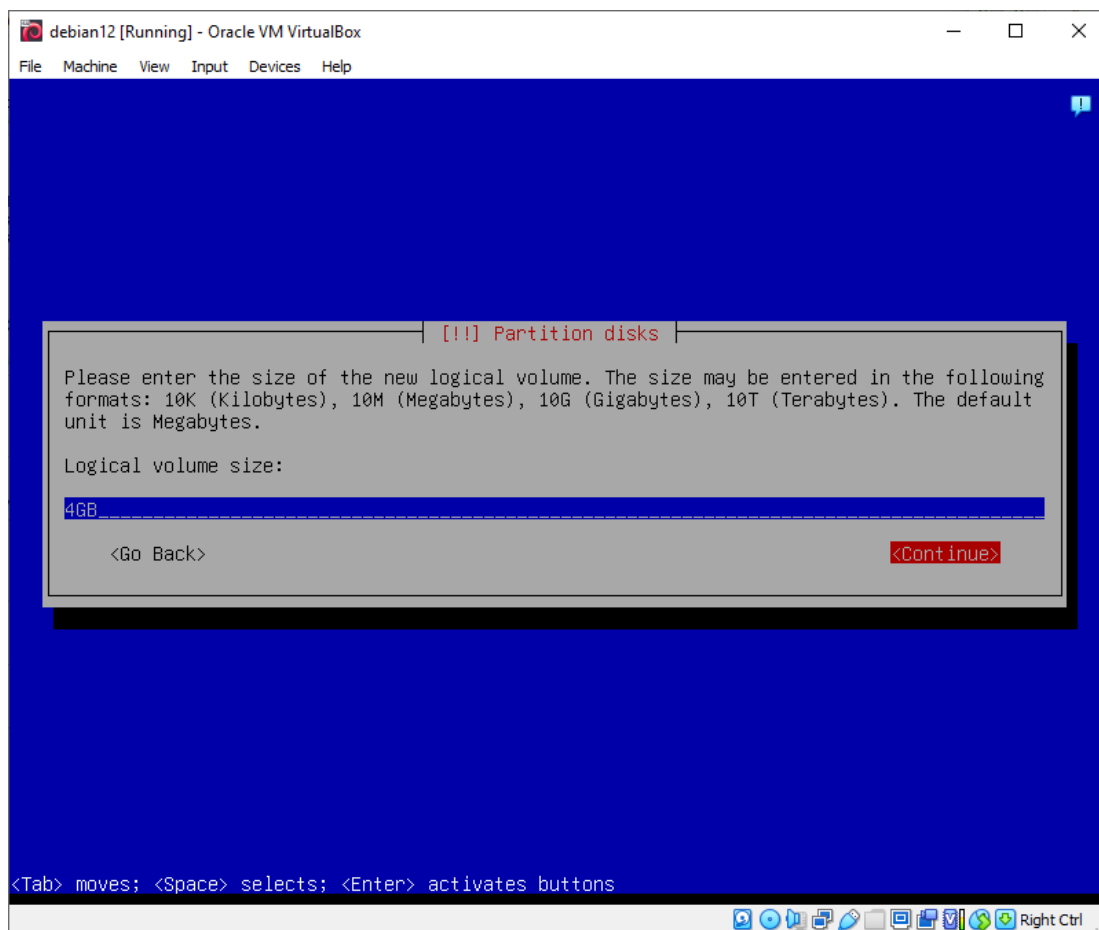 debian12 [Running] - Oracle VM VirtualBox
File Machine View Input Devices Help
[!!] Partition disks
Please enter the size of the new logical volume. The size may be entered in the following
formats: 10K (Kilobytes), 10M (Megabytes), 10G (Gigabytes), 10T (Terabytes). The default
unit is Megabytes.
Logical volume size:
4GB
<Go Back> <Continue>
<Tab> moves; <Space> selects; <Enter> activates buttons
Right Ctrl